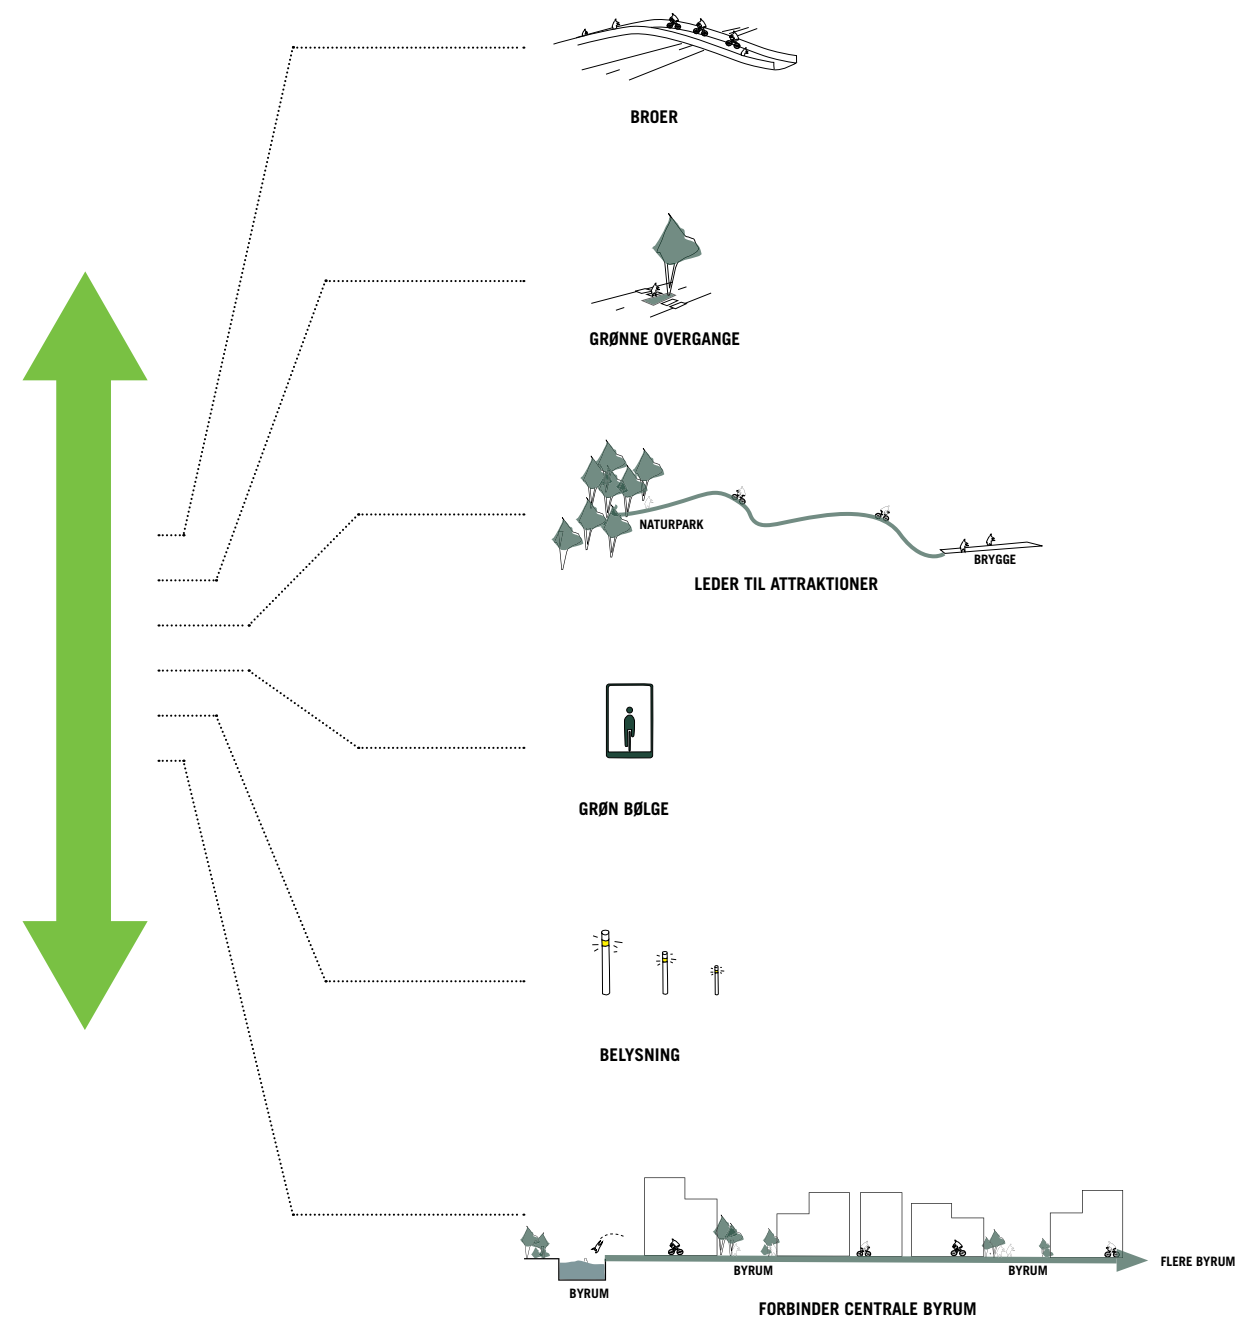 BROER
GRØNNE OVERGANGE
NATURPARK
BRYGGE
LEDER TIL ATTRAKTIONER
GRØN BØLGE
BELYSNING
FLERE BYRUM
BYRUM
BYRUM
BYRUM
FORBINDER CENTRALE BYRUM